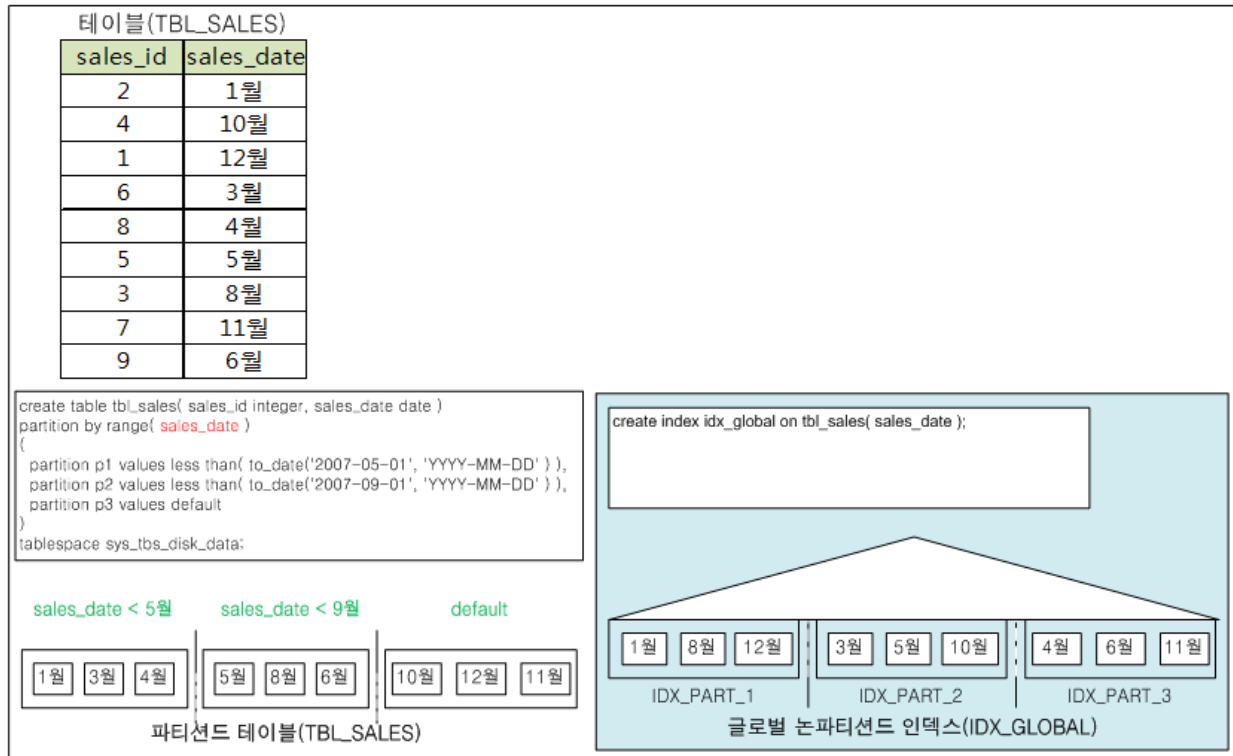 테이블(TBL_SALES)
sales_id sales_date
2 1월
4 10월
1 12월
6 3월
8 4월
5 5월
3 8월
7 11월
9 6월
create table tbl_sales( sales_id integer, sales_date date )
partition by range( sales_date )
{
partition p1 values less than( to_date('2007-05-01', 'YYYY-MM-DD' ) ),
partition p2 values less than( to_date('2007-09-01', 'YYYY-MM-DD' ) ),
partition p3 values default
}
tablespace sys_tbs_disk_data;
sales_date < 5월 sales_date < 9월 default
1월 3월 4월 5월 8월 6월 10월 12월 11월
파티션드 테이블(TBL_SALES)
create index idx_global on tbl_sales( sales_date );
1월 8월 12월 3월 5월 10월 4월 6월 11월
IDX_PART_1 IDX_PART_2 IDX_PART_3
글로벌 논파티션드 인덱스(IDX_GLOBAL)